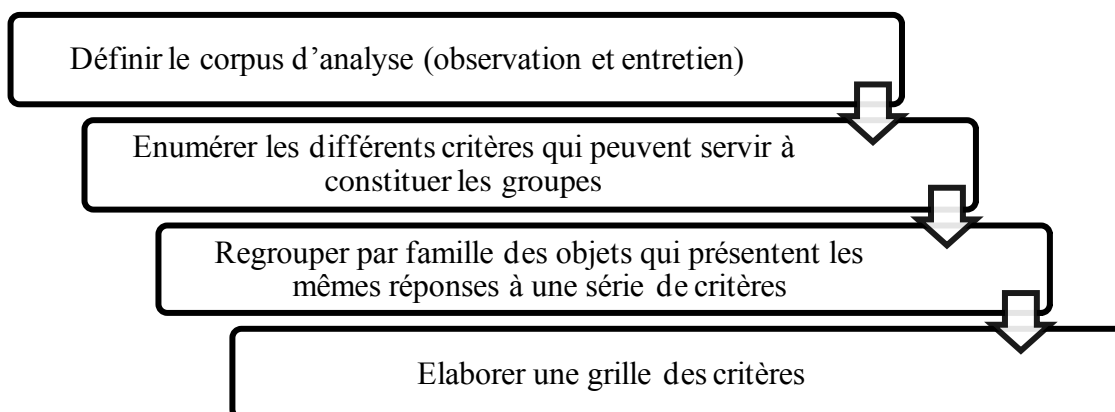 Définir le corpus d’analyse (observation et entretien)
Enumérer les différents critères qui peuvent servir à
constituer les groupes
Regrouper par famille des objets qui présentent les
mêmes réponses à une série de critères
Elaborer une grille des critères